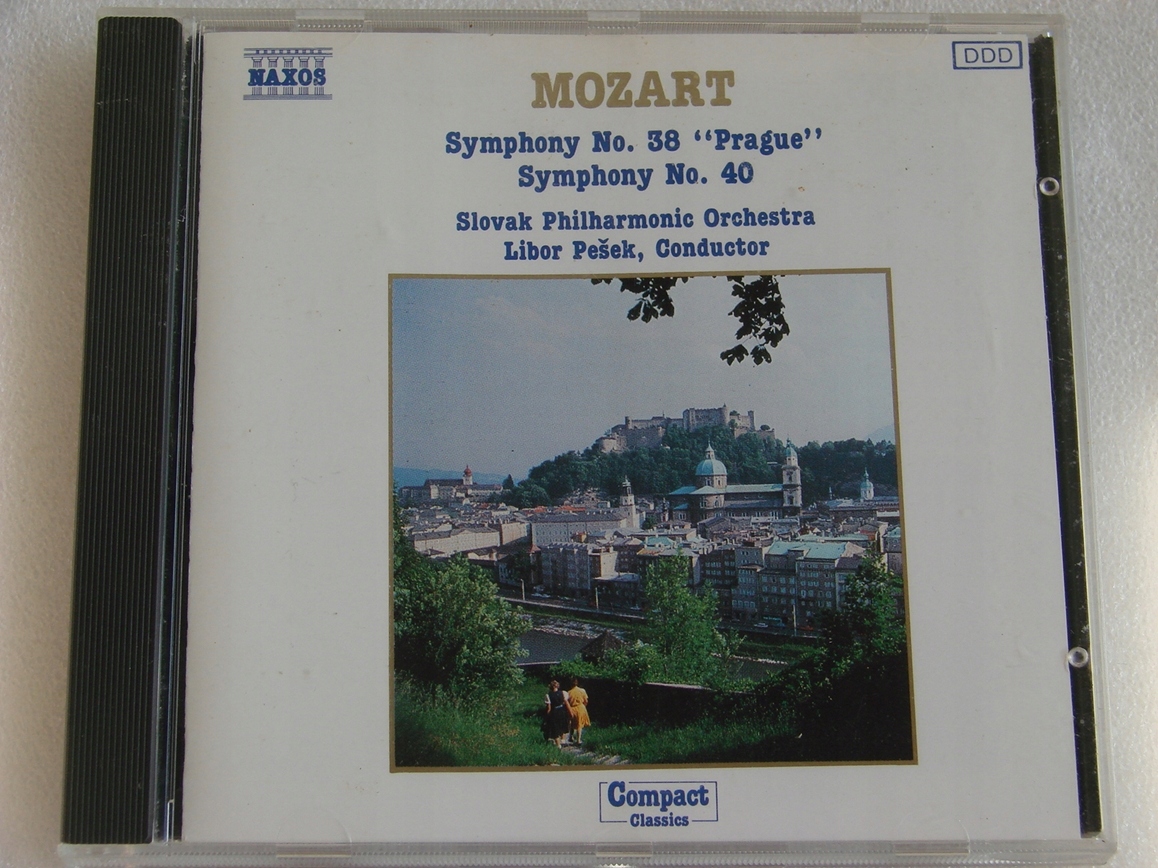 NAXOS
DDD
MOZART
Symphony No. 38 “Prague”
Symphony No. 40
Slovak Philharmonic Orchestra
Libor Pešek, Conductor
Compact
Classics